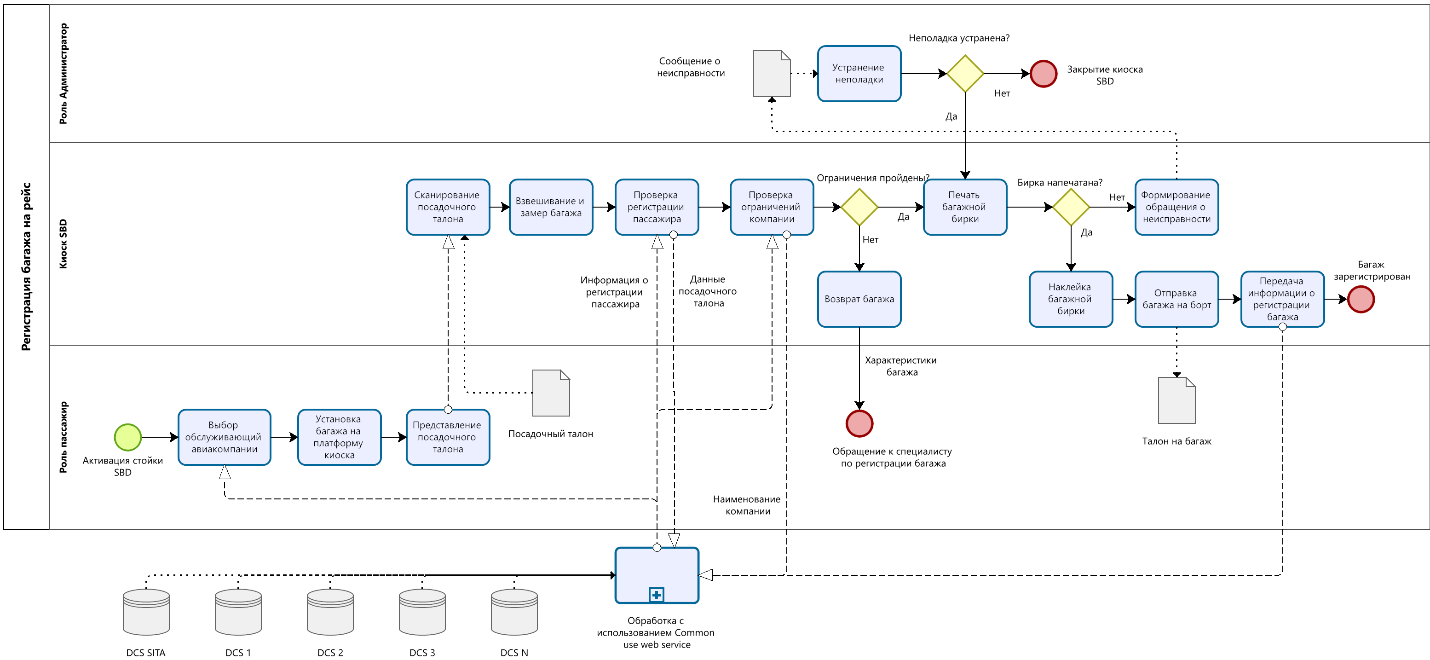 Регистрация багажа на рейс
Роль Администратор
Сообщение о
неисправности
Устранение
неполадки
Неполадка устранена?
Нет
Да
Закрытие киоска
SBD
Киоск SBD
Сканирование
посадочного
талона
Взвешивание и
замер багажа
Проверка
регистрации
пассажира
Проверка
ограничений
компании
Ограничения пройдены?
Да
Нет
Печать
багажной
бирки
Бирка напечатана?
Нет
Да
Формирование
обращения о
неисправности
Информация о
регистрации
пассажира
Данные
посадочного
талона
Возврат багажа
Наклейка
багажной
бирки
Отправка
багажа на борт
Передача
информации о
регистрации
багажа
Багаж
зарегистрирован
Роль пассажир
Активация стойки
SBD
Выбор
обслуживающий
авиакомпании
Установка
багажа на
платформу
киоска
Представление
посадочного
талона
Посадочный талон
Характеристики
багажа
Обращение к специалисту
по регистрации багажа
Талон на багаж
Наименование
компании
Обработка с
использованием Common
use web service
DCS SITA
DCS 1
DCS 2
DCS 3
DCS N